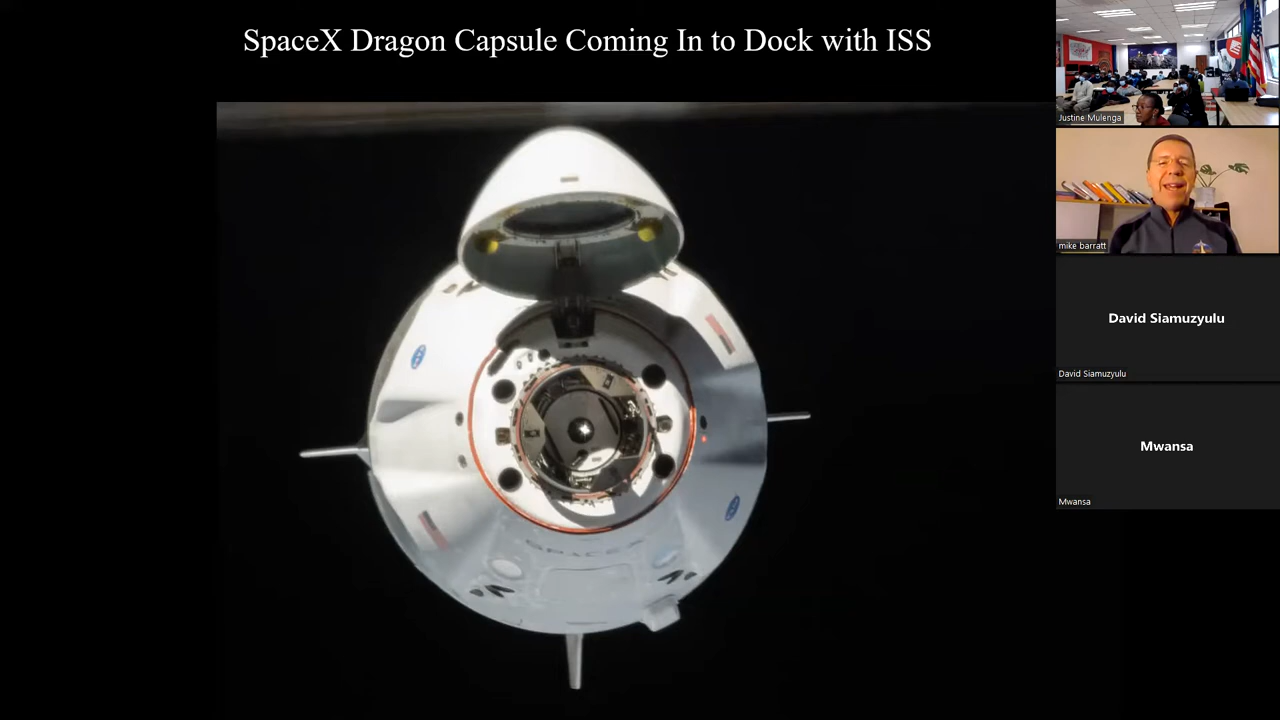 SpaceX Dragon Capsule Coming In to Dock with ISS
SPACEX
Justine Mulenga
mike barratt
David Siamuzyulu
David Siamuzyulu
Mwansa
Mwansa